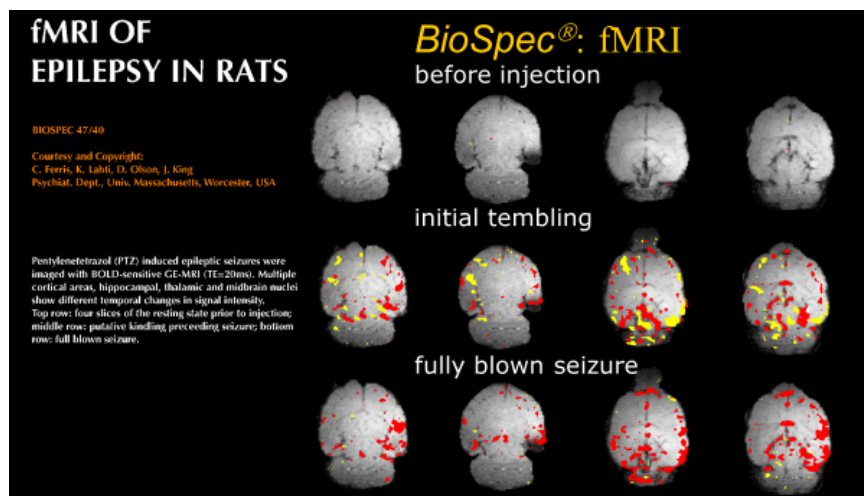 fMRI OF
EPILEPSY IN RATS
BIOSPEC 47/40
Courtesy and Copyright:
C. Ferris, K. Lahti, D. Olson, J. King
Psychiat. Dept., Univ. Massachusetts, Worcester, USA
Pentylenetetrazol (PTZ) induced epileptic seizures were
imaged with BOLD-sensitive GE-MRI (TE=20ms). Multiple
cortical areas, hippocampal, thalamic and midbrain nuclei
show different temporal changes in signal intensity.
Top row: four slices of the resting state prior to injection;
middle row: putative kindling preceeding seizure; bottom
row: full blown seizure.
BioSpec®: fMRI
before injection
initial tembling
fully blown seizure